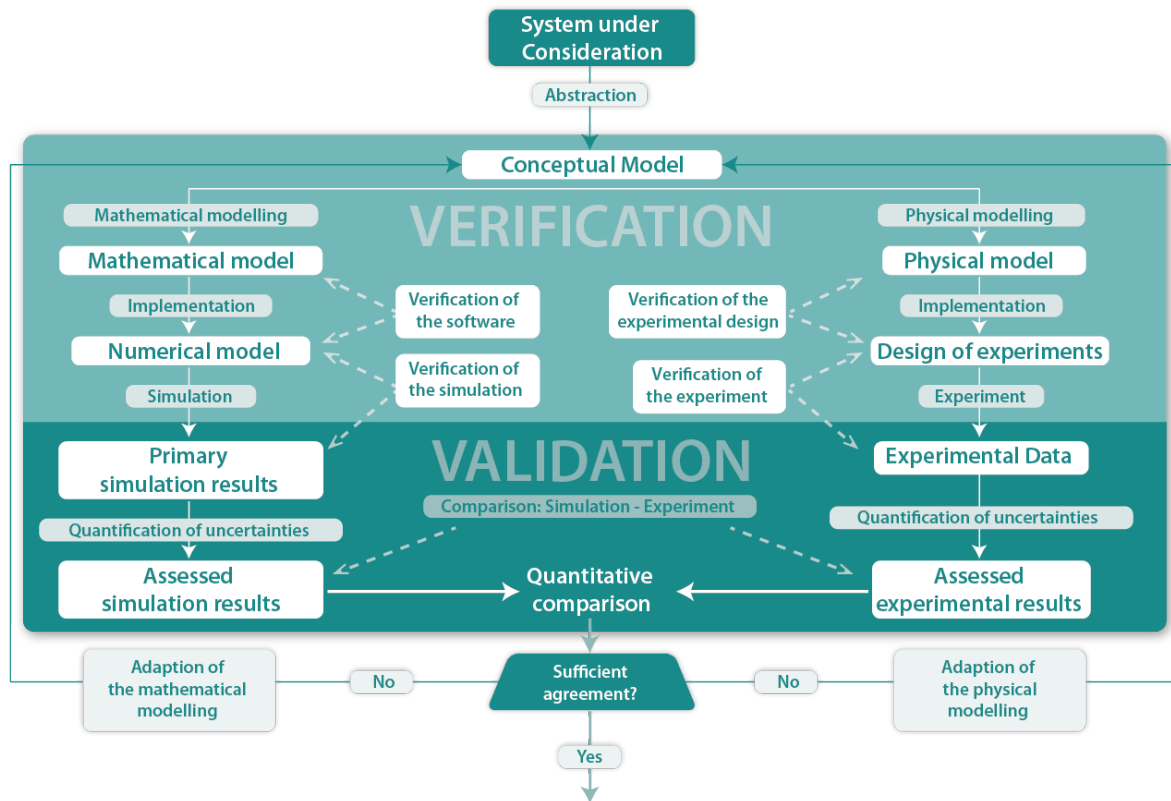 System under
Consideration
Abstraction
Conceptual Model
VERIFICATION
Mathematical modelling
Physical modelling
Mathematical model
Physical model
Verification of
the software
Verification of the
experimental design
Implementation
Implementation
Numerical model
Design of experiments
Verification of
the simulation
Verification of
the experiment
Simulation
Experiment
VALIDATION
Primary
simulation results
Experimental Data
Comparison: Simulation - Experiment
Quantification of uncertainties
Quantification of uncertainties
Assessed
simulation results
Quantitative
comparison
Assessed
experimental results
Adaption of
the mathematical
modelling
No
Sufficient
agreement?
No
Adaption of
the physical
modelling
Yes